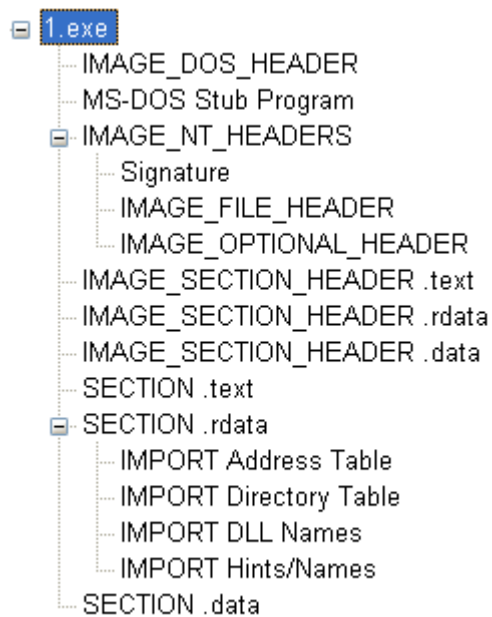 1.exe
IMAGE_DOS_HEADER
MS-DOS Stub Program
IMAGE_NT_HEADERS
Signature
IMAGE_FILE_HEADER
IMAGE_OPTIONAL_HEADER
IMAGE_SECTION_HEADER .text
IMAGE_SECTION_HEADER .rdata
IMAGE_SECTION_HEADER .data
SECTION .text
SECTION .rdata
IMPORT Address Table
IMPORT Directory Table
IMPORT DLL Names
IMPORT Hints/Names
SECTION .data